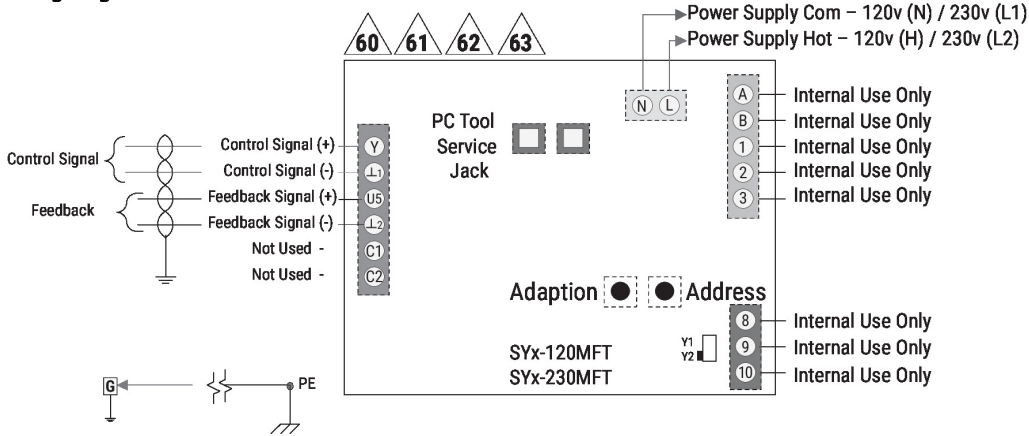 Power Supply Com – 120v (N) / 230v (L1)
Power Supply Hot – 120v (H) / 230v (L2)
60 61 62 63
N L
PC Tool
Service
Jack
A Internal Use Only
B Internal Use Only
1 Internal Use Only
2 Internal Use Only
3 Internal Use Only
Control Signal
Feedback
Control Signal (+) Y
Control Signal (-) ⊥1
Feedback Signal (+) U5
Feedback Signal (-) ⊥2
Not Used - C1
Not Used - C2
Adaption Address
SYx-120MFT
SYx-230MFT
Y1
Y2
8 Internal Use Only
9 Internal Use Only
10 Internal Use Only
G PE